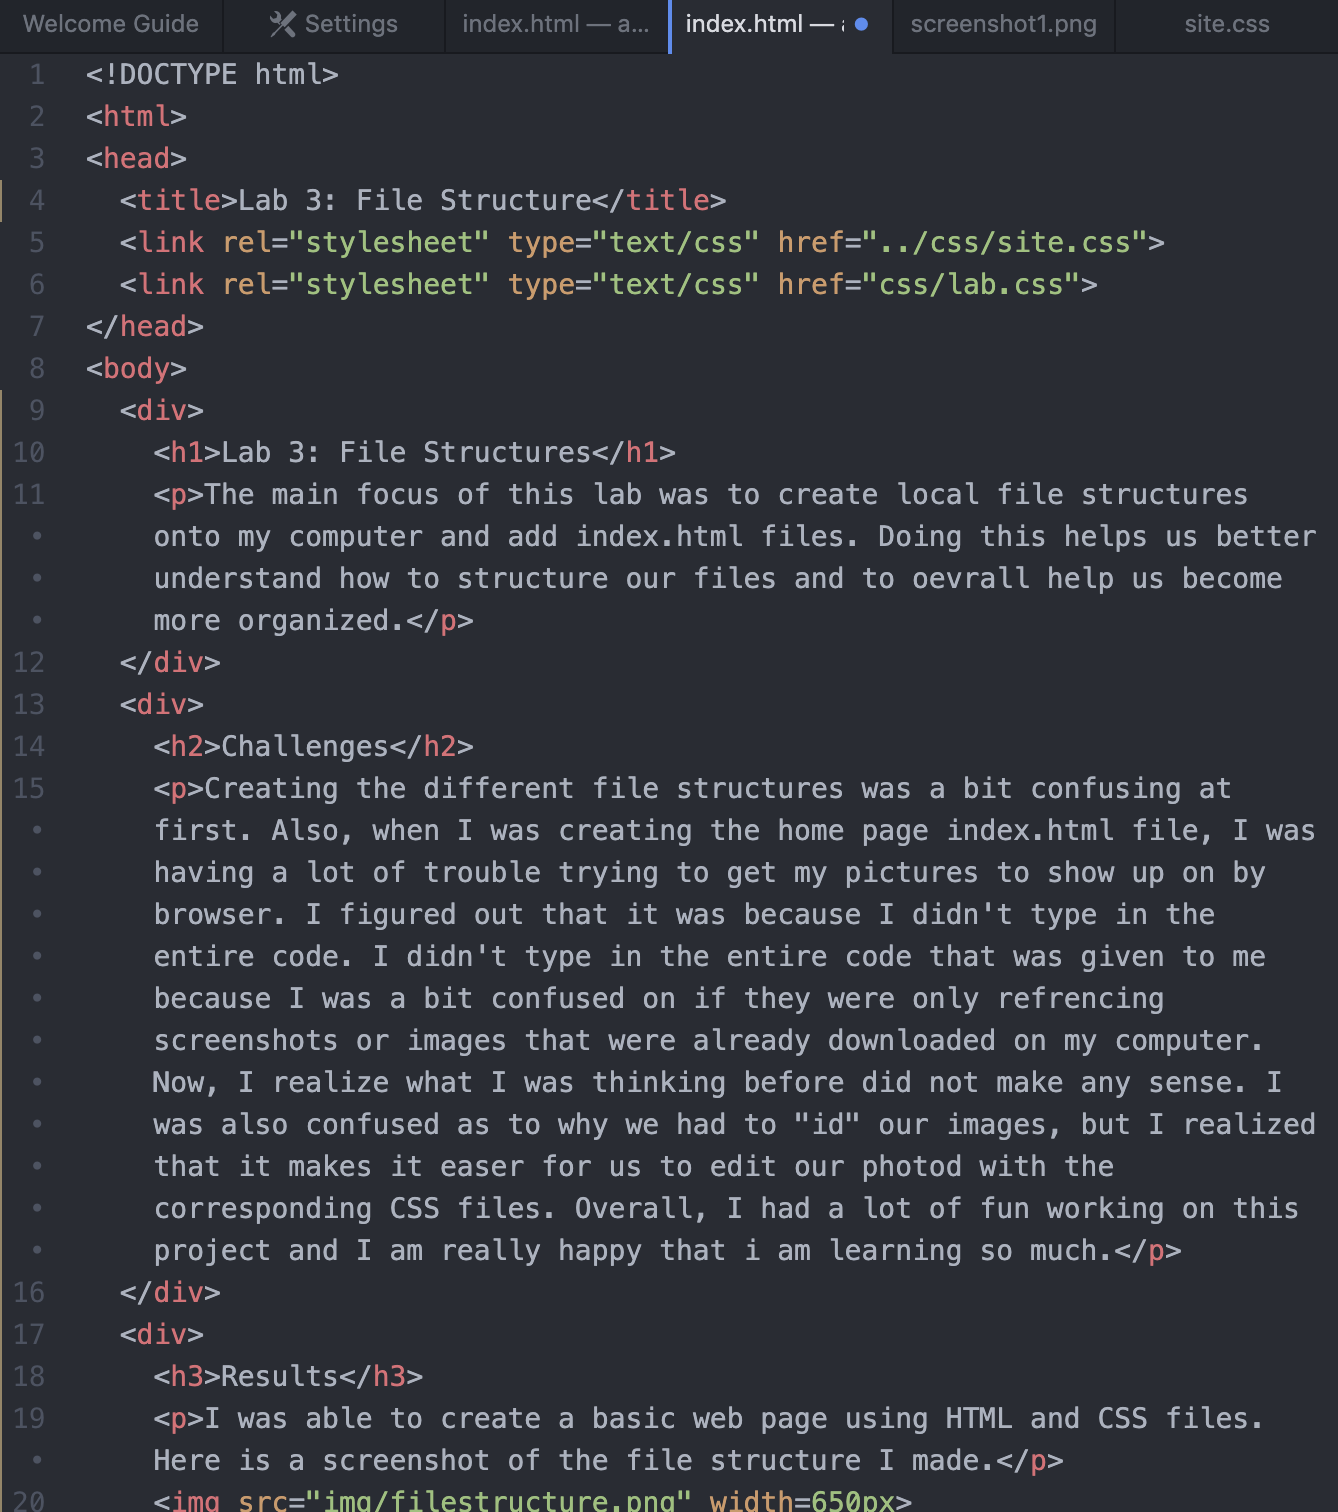 Welcome Guide Settings index.html — a... index.html — screenshot1.png site.css
1 <!DOCTYPE html>
2 <html>
3 <head>
4 <title>Lab 3: File Structure</title>
5 <link rel="stylesheet" type="text/css" href="../css/site.css">
6 <link rel="stylesheet" type="text/css" href="css/lab.css">
7 </head>
8 <body>
9 <div>
10 <h1>Lab 3: File Structures</h1>
11 <p>The main focus of this lab was to create local file structures
• onto my computer and add index.html files. Doing this helps us better
• understand how to structure our files and to oevrall help us become
• more organized.</p>
12 </div>
13 <div>
14 <h2>Challenges</h2>
15 <p>Creating the different file structures was a bit confusing at
• first. Also, when I was creating the home page index.html file, I was
• having a lot of trouble trying to get my pictures to show up on by
• browser. I figured out that it was because I didn't type in the
• entire code. I didn't type in the entire code that was given to me
• because I was a bit confused on if they were only refrencing
• screenshots or images that were already downloaded on my computer.
• Now, I realize what I was thinking before did not make any sense. I
• was also confused as to why we had to "id" our images, but I realized
• that it makes it easer for us to edit our photod with the
• corresponding CSS files. Overall, I had a lot of fun working on this
• project and I am really happy that i am learning so much.</p>
16 </div>
17 <div>
18 <h3>Results</h3>
19 <p>I was able to create a basic web page using HTML and CSS files.
• Here is a screenshot of the file structure I made.</p>
20 <img src="img/filestructure.png" width=650px>